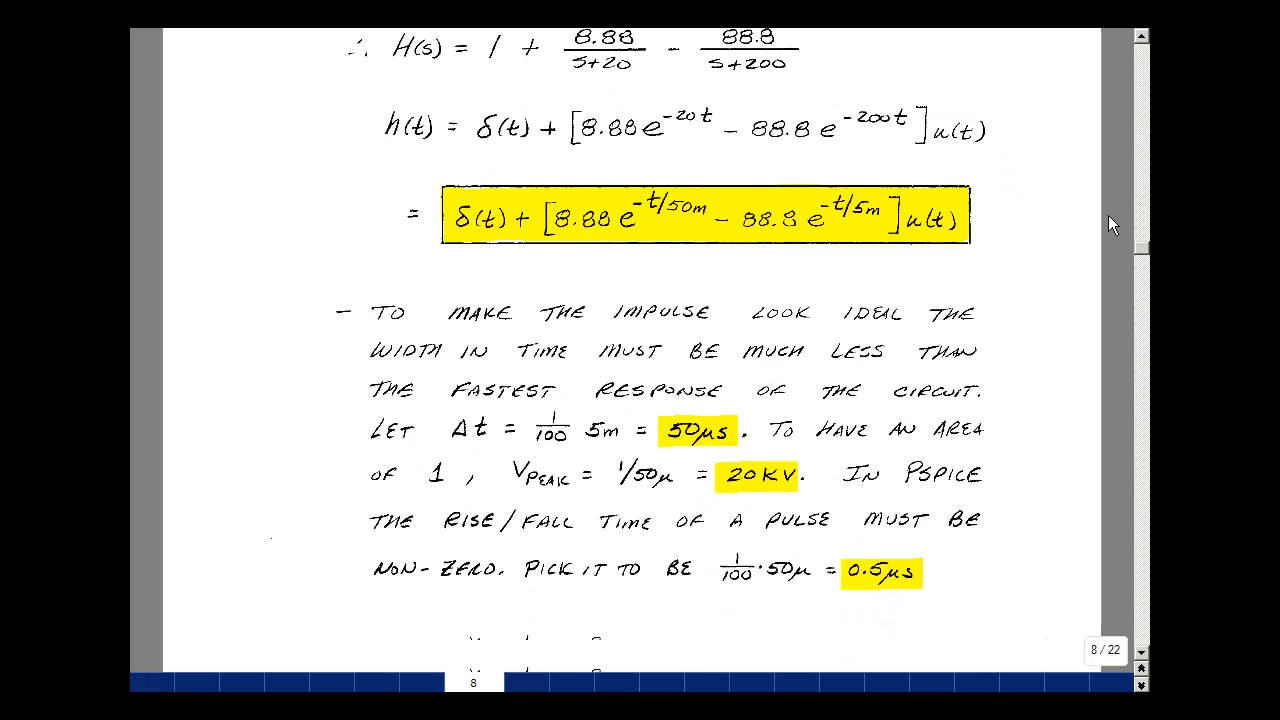 ∴ H(s) = 1 + 8.88/(s+20) - 88.8/(s+200)
h(t) = δ(t) + [8.88e^(-20t) - 88.8e^(-200t)]u(t)
= δ(t) + [8.88e^(-t/50m) - 88.8e^(-t/5m)]u(t)
- TO MAKE THE IMPULSE LOOK IDEAL THE
WIDTH IN TIME MUST BE MUCH LESS THAN
THE FASTEST RESPONSE OF THE CIRCUIT.
LET Δt = 1/100 5m = 50μs. TO HAVE AN AREA
OF 1, V_PEAK = 1/50μ = 20KV. IN PSPICE
THE RISE/FALL TIME OF A PULSE MUST BE
NON-ZERO. PICK IT TO BE 1/100·50μ = 0.5μs
8 / 22
8